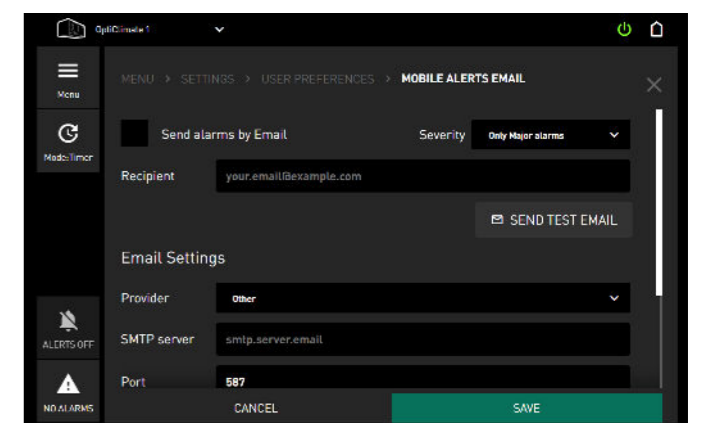 OptiClimate 1
Menu
MENU > SETTINGS > USER PREFERENCES > MOBILE ALERTS EMAIL
Send alarms by Email
Severity
Only Major alarms
Mode:Timer
Recipient
your.email@example.com
SEND TEST EMAIL
Email Settings
Provider
Other
ALERTS OFF
SMTP server
smtp.server.email
Port
587
NO ALARMS
CANCEL
SAVE